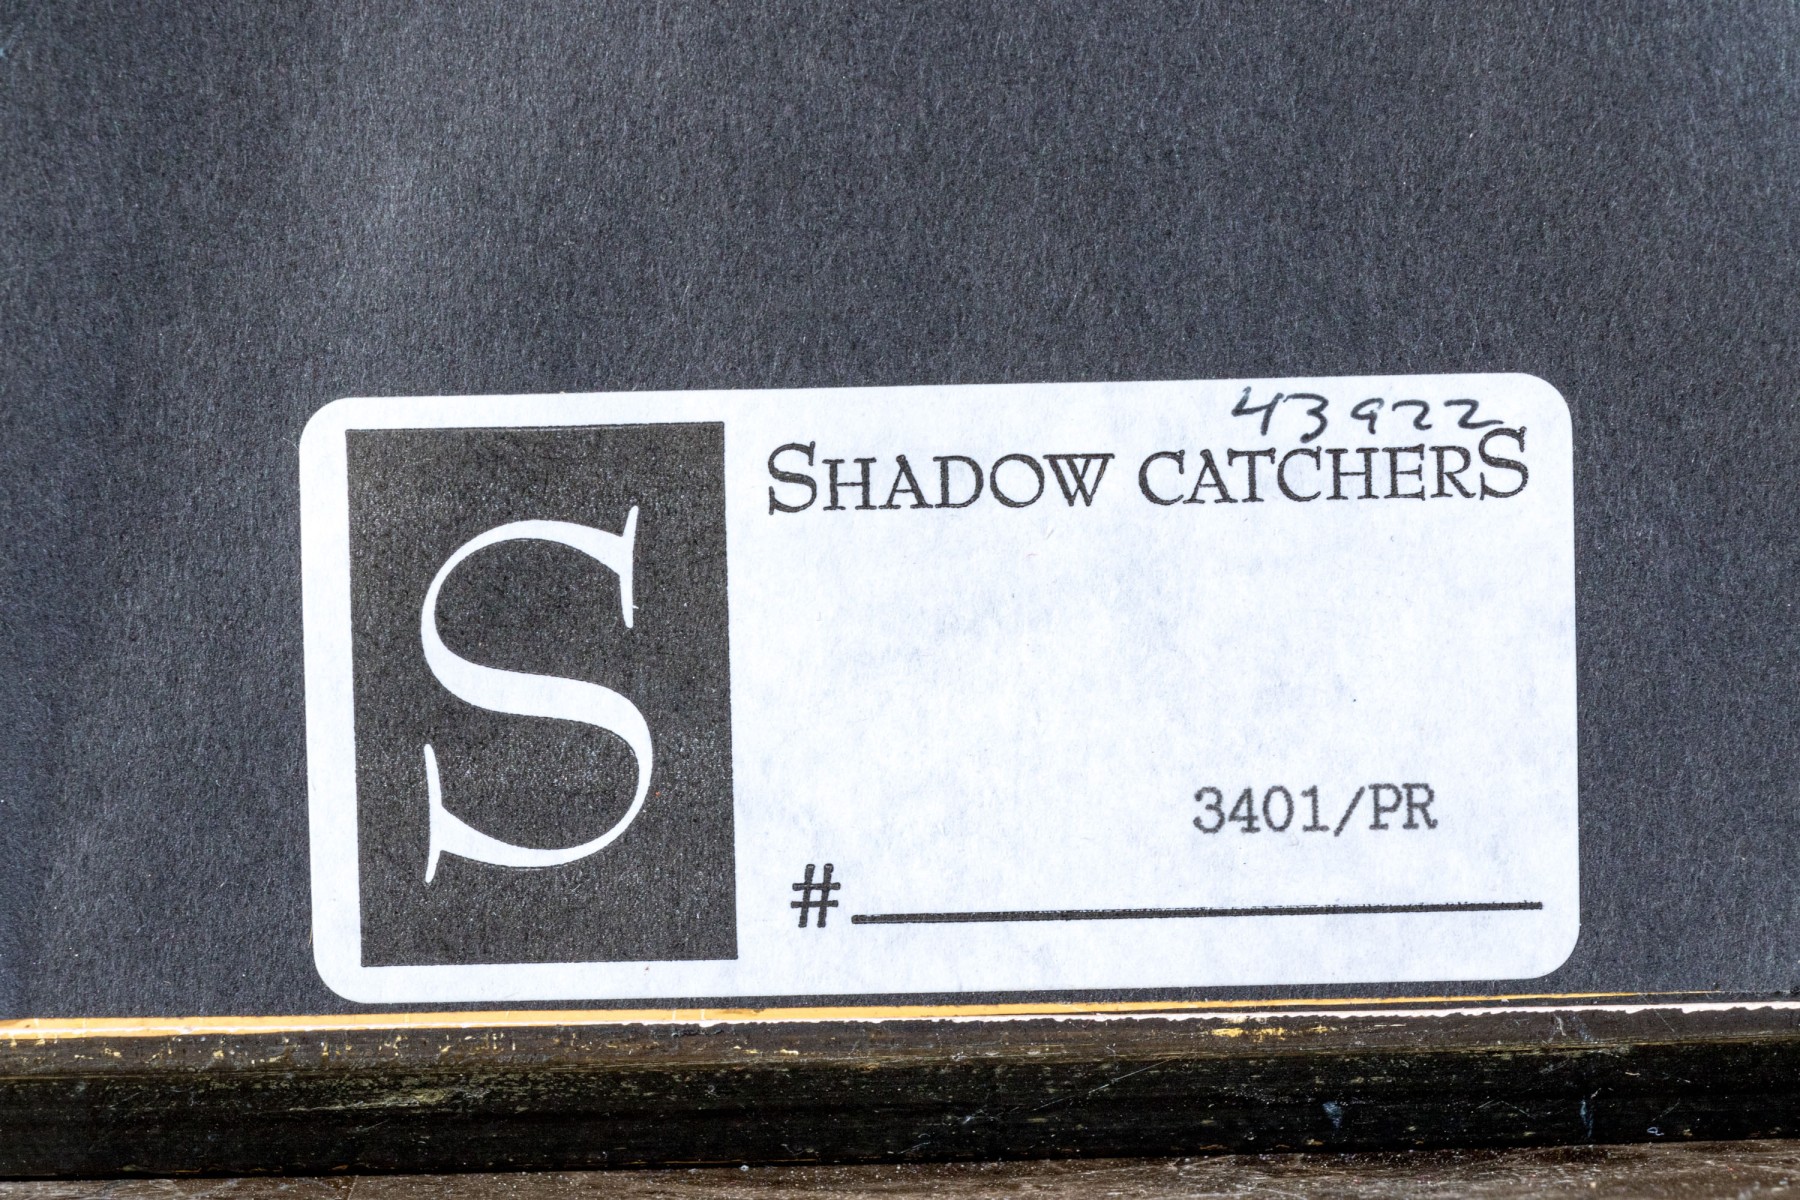 43922
SHADOW CATCHERS
S
3401/PR
#